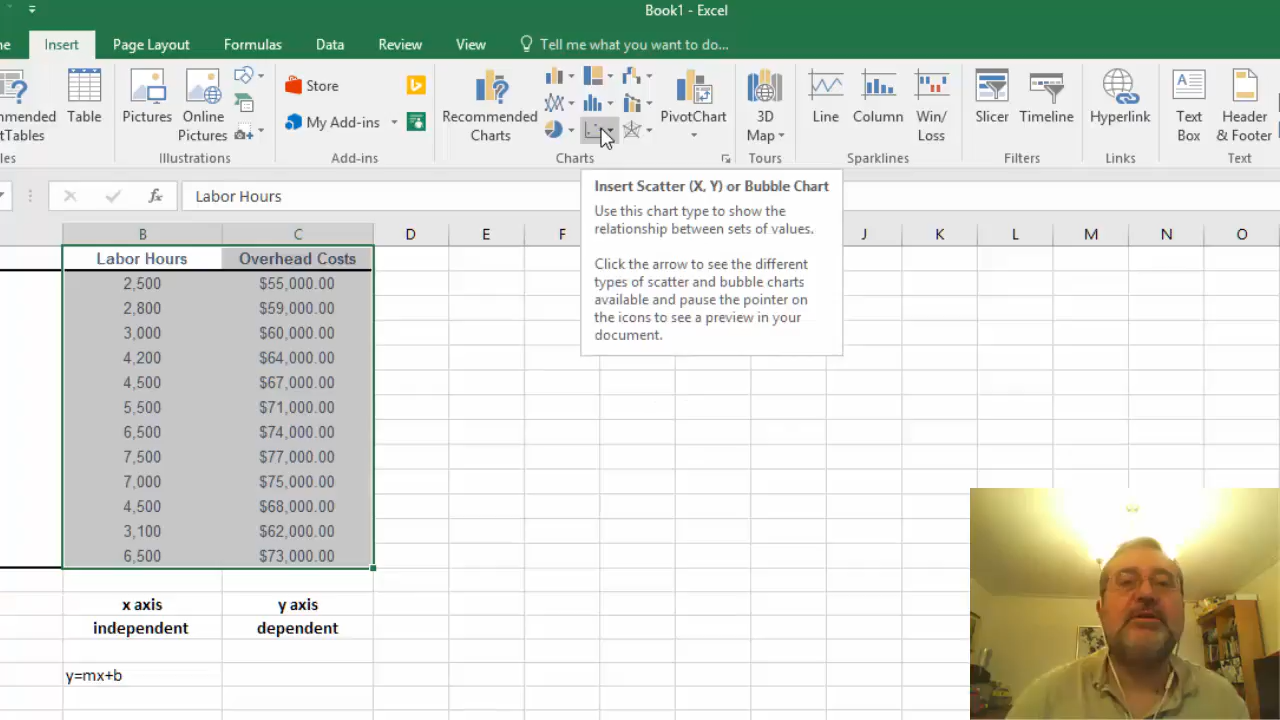 Book1 - Excel
Insert Page Layout Formulas Data Review View Tell me what you want to do...
Store
My Add-ins
Table
Pictures
Online
Pictures
Recommended
Charts
PivotChart
3D
Map
Line
Column
Win/
Loss
Slicer
Timeline
Hyperlink
Text
Box
Header
& Footer
Illustrations
Add-ins
Charts
Tours
Sparklines
Filters
Links
Text
fx Labor Hours
Insert Scatter (X, Y) or Bubble Chart
Use this chart type to show the
relationship between sets of values.
Click the arrow to see the different
types of scatter and bubble charts
available and pause the pointer on
the icons to see a preview in your
document.
B C D E F J K L M N O
Labor Hours Overhead Costs
2,500 $55,000.00
2,800 $59,000.00
3,000 $60,000.00
4,200 $64,000.00
4,500 $67,000.00
5,500 $71,000.00
6,500 $74,000.00
7,500 $77,000.00
7,000 $75,000.00
4,500 $68,000.00
3,100 $62,000.00
6,500 $73,000.00
x axis y axis
independent dependent
y=mx+b